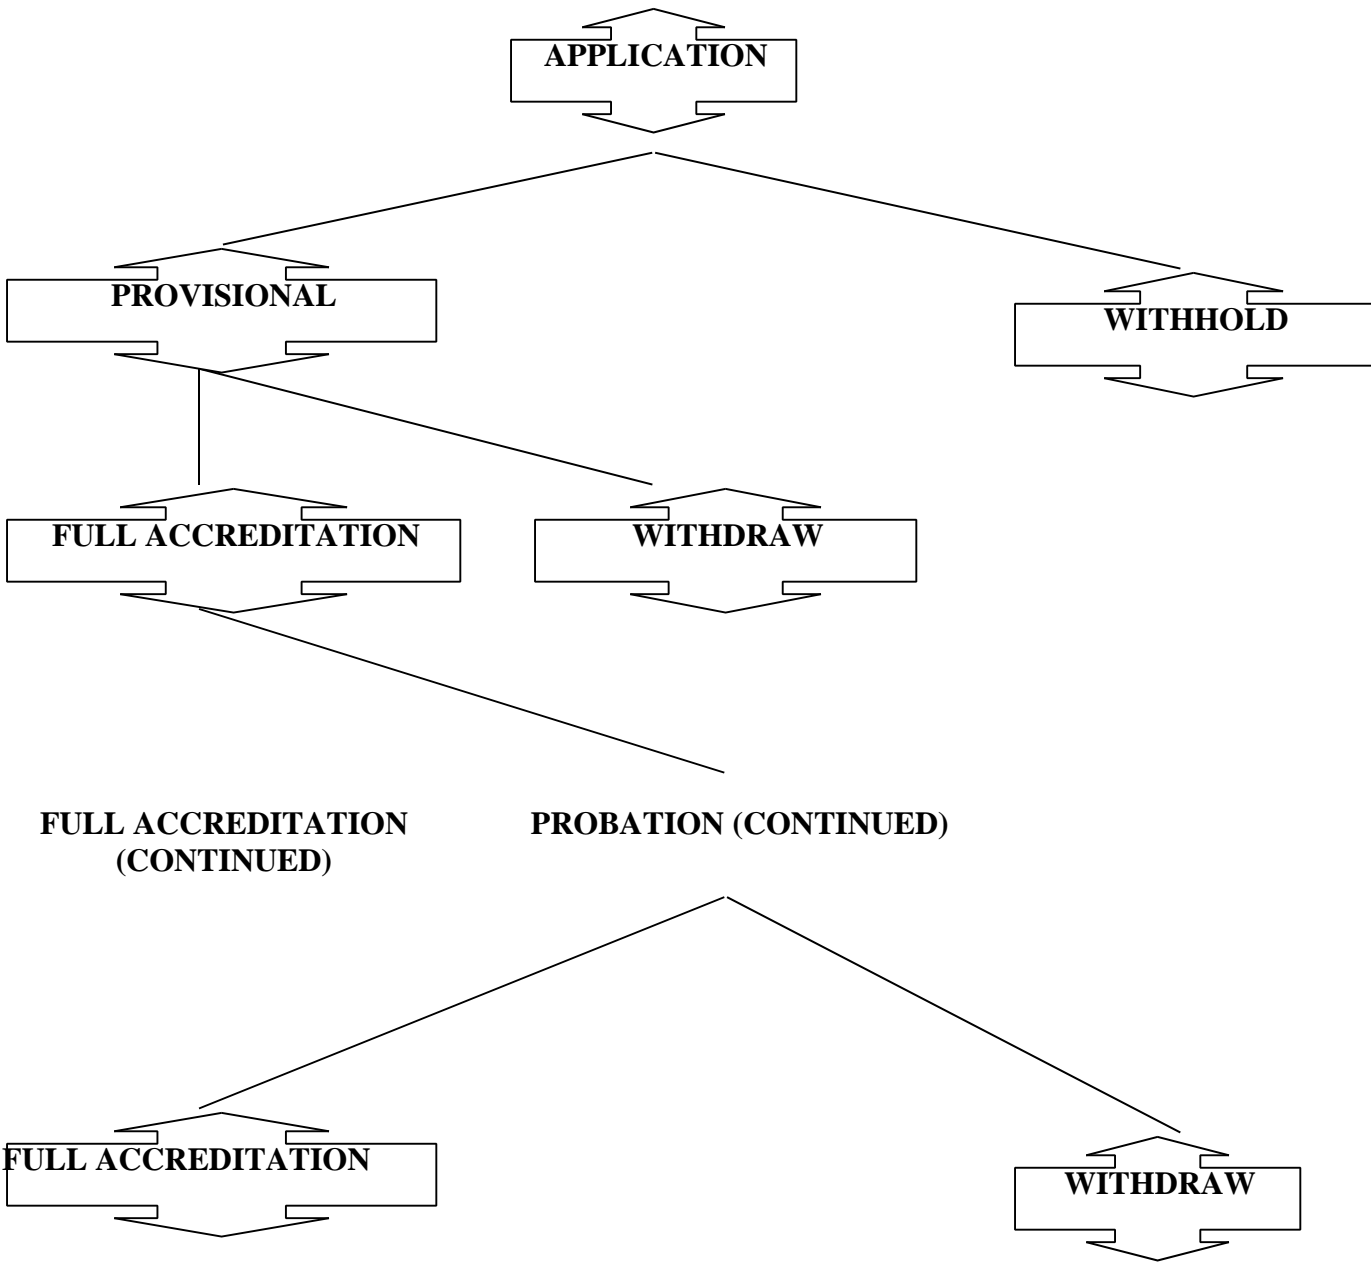 APPLICATION
PROVISIONAL
WITHHOLD
FULL ACCREDITATION
WITHDRAW
FULL ACCREDITATION
(CONTINUED)
PROBATION (CONTINUED)
FULL ACCREDITATION
WITHDRAW